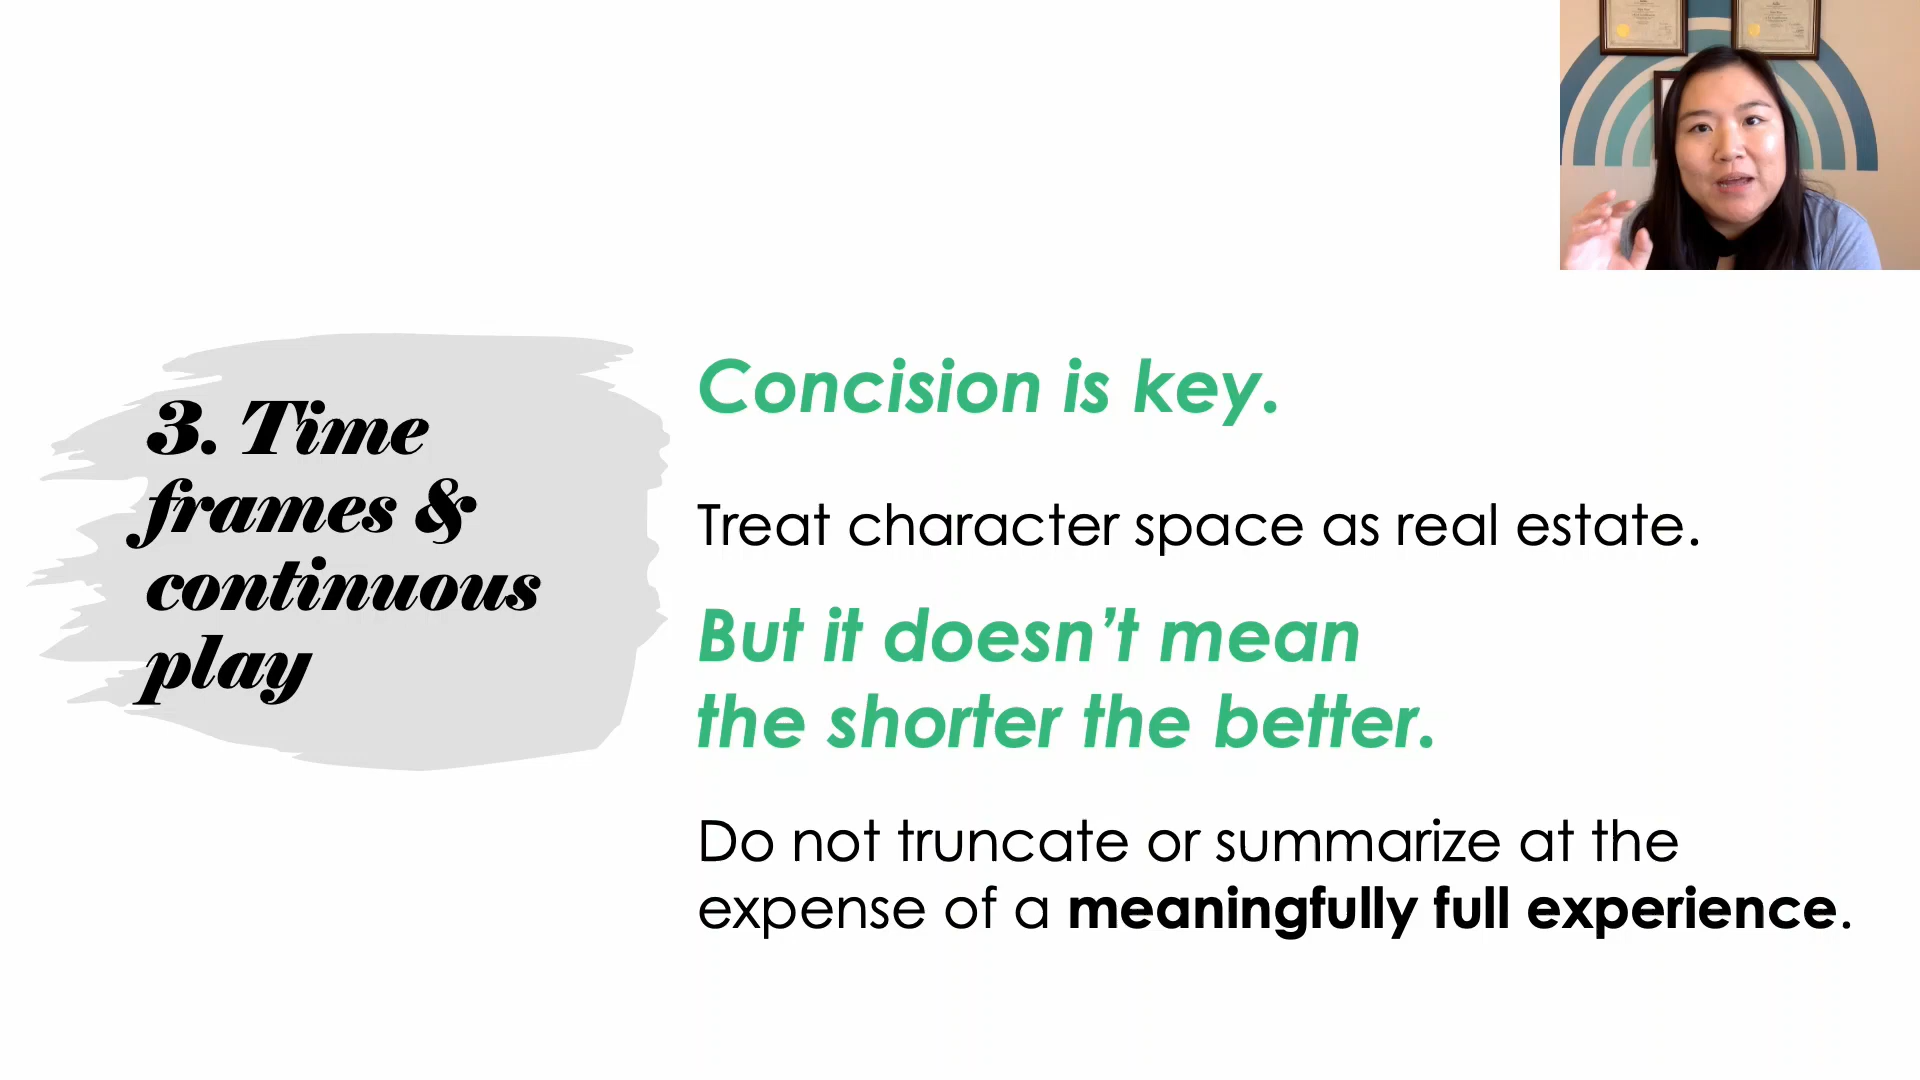 3. Time
frames &
continuous
play
Concision is key.
Treat character space as real estate.
But it doesn’t mean
the shorter the better.
Do not truncate or summarize at the
expense of a meaningfully full experience.